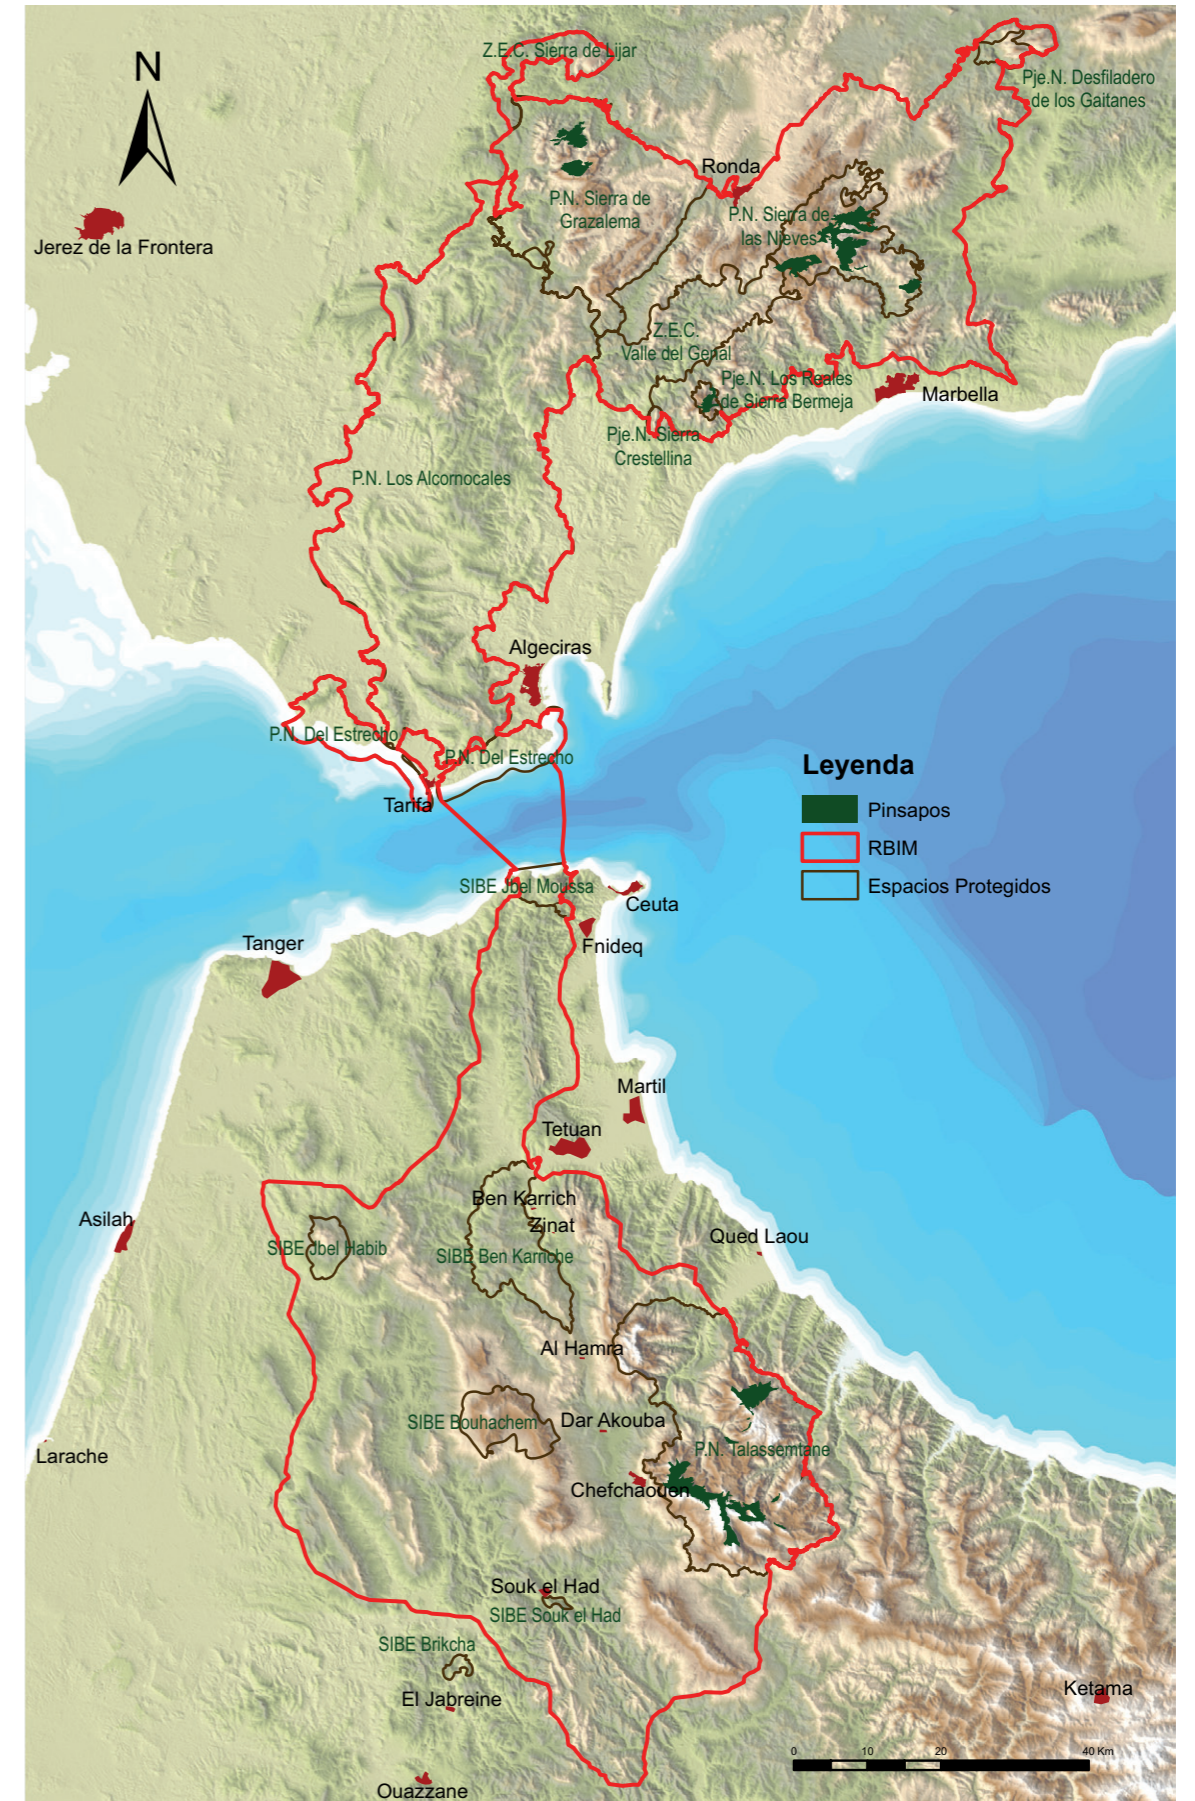 Z.E.C. Sierra de Lijar
N
Pje.N. Desfiladero
de los Gaitanes
Ronda
P.N. Sierra de
Grazalema
P.N. Sierra de
las Nieves
Jerez de la Frontera
Z.E.C.
Valle del Genal
Pje.N. Los Reales
de Sierra Bermeja
Marbella
Pje.N. Sierra
Crestellina
P.N. Los Alcornocales
Algeciras
P.N. Del Estrecho
P.N. Del Estrecho
Tarifa
Leyenda
Pinsapos
RBIM
Espacios Protegidos
SIBE Jbel Moussa
Ceuta
Fnideq
Tanger
Martil
Tetuan
Ben Karrich
Zinat
Asilah
SIBE Jbel Habib
SIBE Ben Karriche
Qued Laou
Al Hamra
SIBE Bouhachem
Dar Akouba
P.N. Talassemtane
Larache
Chefchaouen
Souk el Had
SIBE Souk el Had
SIBE Brikcha
El Jabreine
Ketama
0 10 20 40 Km
Ouazzane